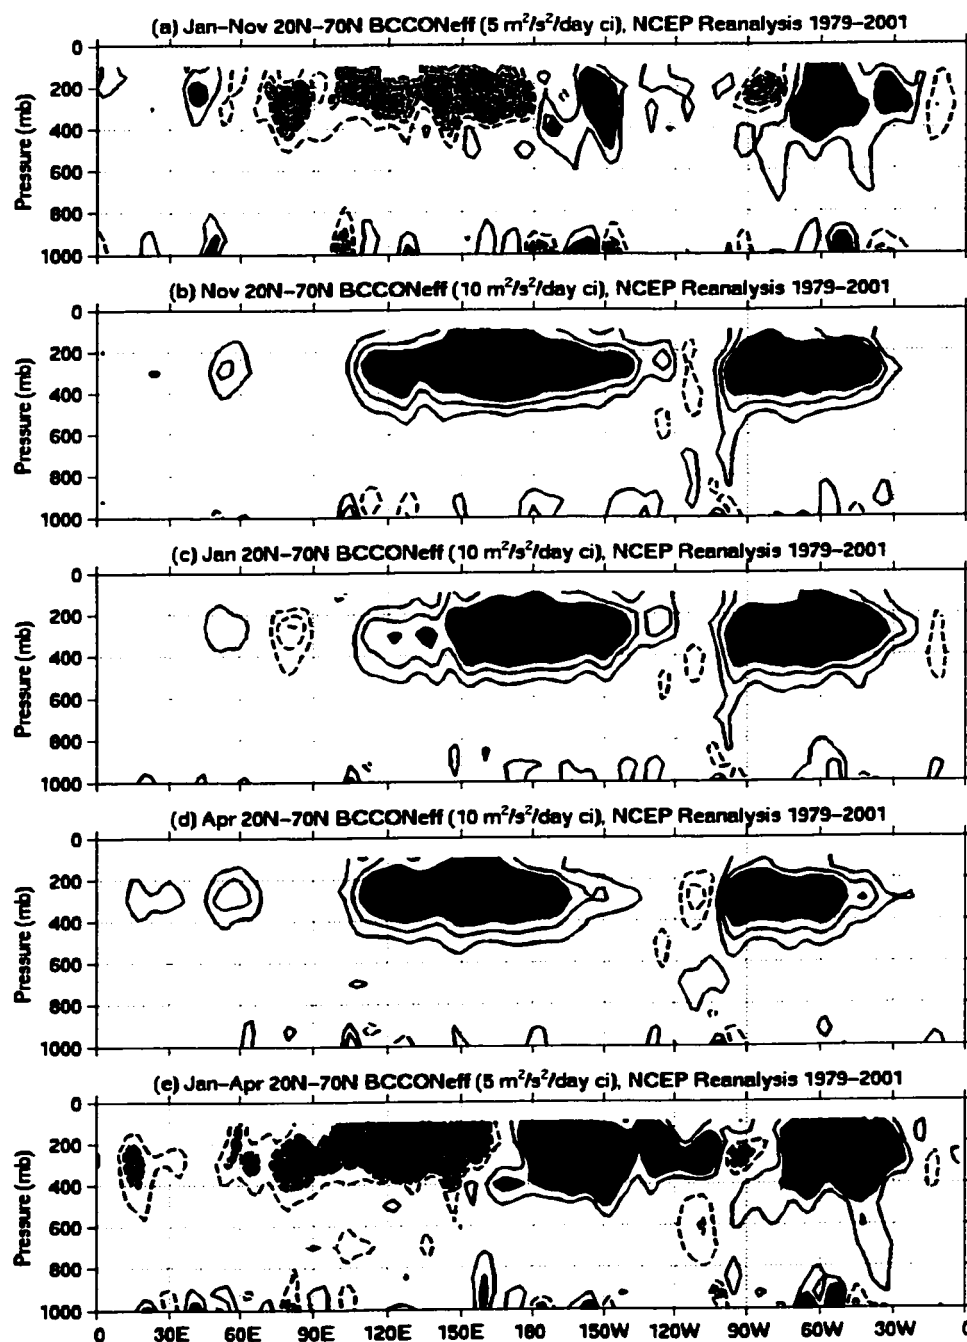 (a) Jan–Nov 20N–70N BCCONeff (5 m²/s²/day ci), NCEP Reanalysis 1979–2001
0
200
400
600
800
1000
Pressure (mb)
(b) Nov 20N–70N BCCONeff (10 m²/s²/day ci), NCEP Reanalysis 1979–2001
0
200
400
600
800
1000
Pressure (mb)
(c) Jan 20N–70N BCCONeff (10 m²/s²/day ci), NCEP Reanalysis 1979–2001
0
200
400
600
800
1000
Pressure (mb)
(d) Apr 20N–70N BCCONeff (10 m²/s²/day ci), NCEP Reanalysis 1979–2001
0
200
400
600
800
1000
Pressure (mb)
(e) Jan–Apr 20N–70N BCCONeff (5 m²/s²/day ci), NCEP Reanalysis 1979–2001
0
200
400
600
800
1000
Pressure (mb)
0 30E 60E 90E 120E 150E 180 150W 120W 90W 60W 30W 0